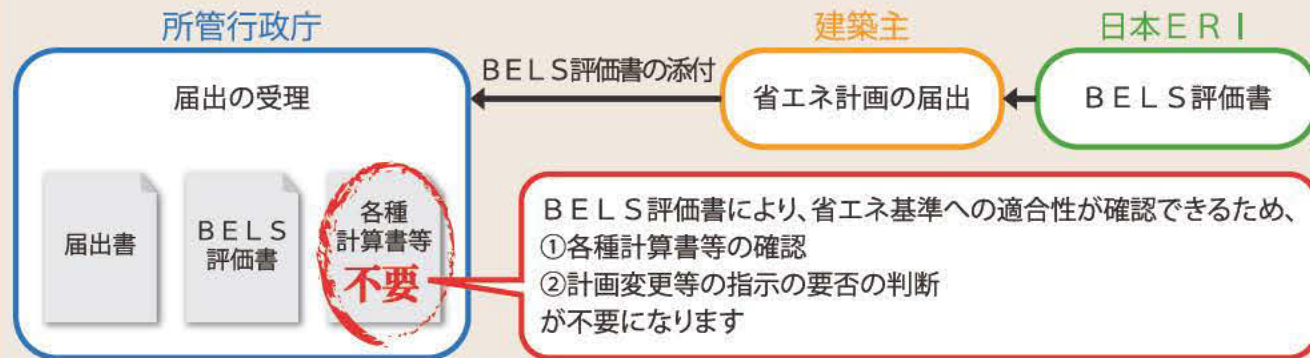 所管行政庁
建築主
日本ERI
届出の受理
BELS評価書の添付
省エネ計画の届出
BELS評価書
届出書
BELS
評価書
各種
計算書等
不要
BELS評価書により、省エネ基準への適合性が確認できるため、
①各種計算書等の確認
②計画変更等の指示の要否の判断
が不要になります